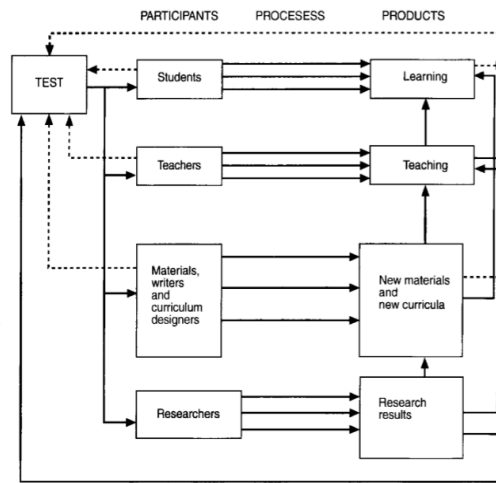 PARTICIPANTS PROCESESS PRODUCTS
TEST
Students
Learning
Teachers
Teaching
Materials,
writers
and
curriculum
designers
New materials
and
new curricula
Researchers
Research
results